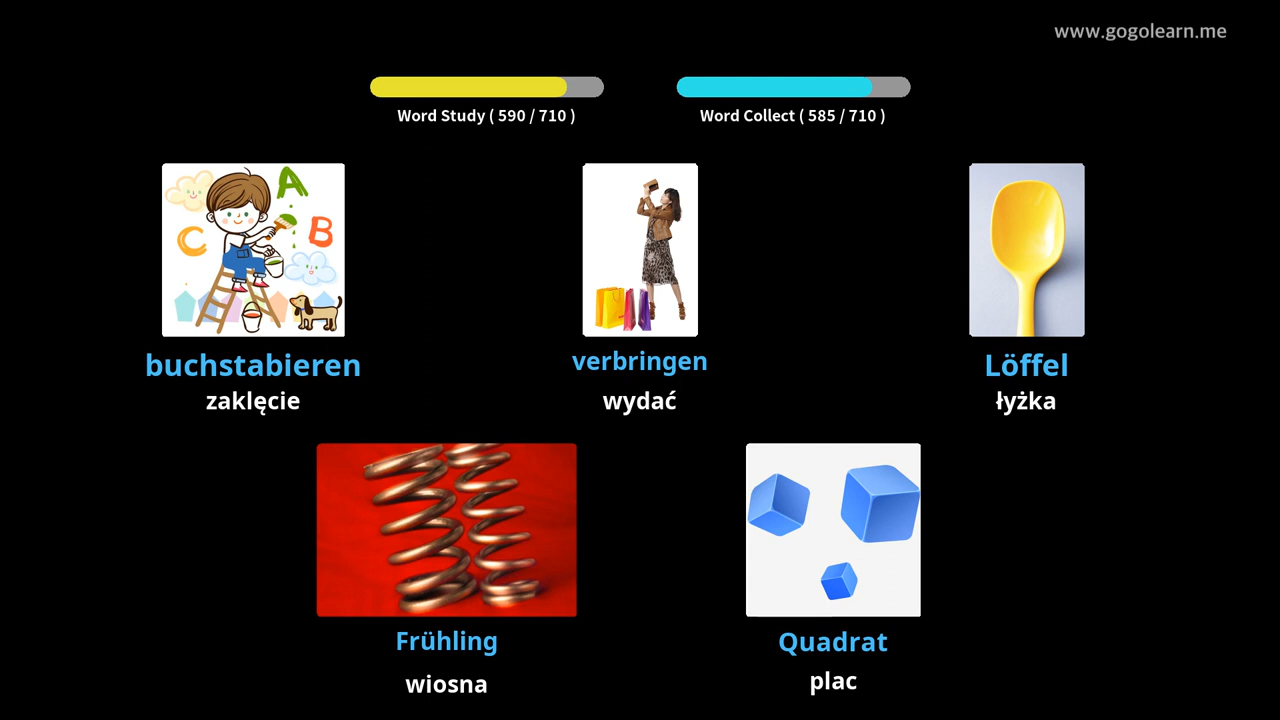 www.gogolearn.me
Word Study ( 590 / 710 )
Word Collect ( 585 / 710 )
A
B
C
buchstabieren
zaklęcie
verbringen
wydać
Löffel
łyżka
Frühling
wiosna
Quadrat
plac